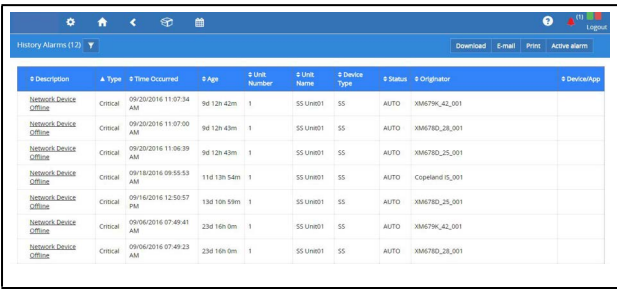 ? (1)
Logout
History Alarms (12) Download E-mail Print Active alarm
Description Type Time Occurred Age Unit Number Unit Name Device Type Status Originator Device/App
Network Device Offline Critical 09/20/2016 11:07:34 AM 9d 12h 42m 1 SS Unit01 SS AUTO XM679K_42_001
Network Device Offline Critical 09/20/2016 11:07:00 AM 9d 12h 43m 1 SS Unit01 SS AUTO XM678D_28_001
Network Device Offline Critical 09/20/2016 11:06:39 AM 9d 12h 43m 1 SS Unit01 SS AUTO XM678D_25_001
Network Device Offline Critical 09/18/2016 09:55:53 AM 11d 13h 54m 1 SS Unit01 SS AUTO Copeland IS_001
Network Device Offline Critical 09/16/2016 12:50:57 PM 13d 10h 59m 1 SS Unit01 SS AUTO XM678D_25_001
Network Device Offline Critical 09/06/2016 07:49:41 AM 23d 16h 0m 1 SS Unit01 SS AUTO XM679K_42_001
Network Device Offline Critical 09/06/2016 07:49:23 AM 23d 16h 0m 1 SS Unit01 SS AUTO XM678D_28_001